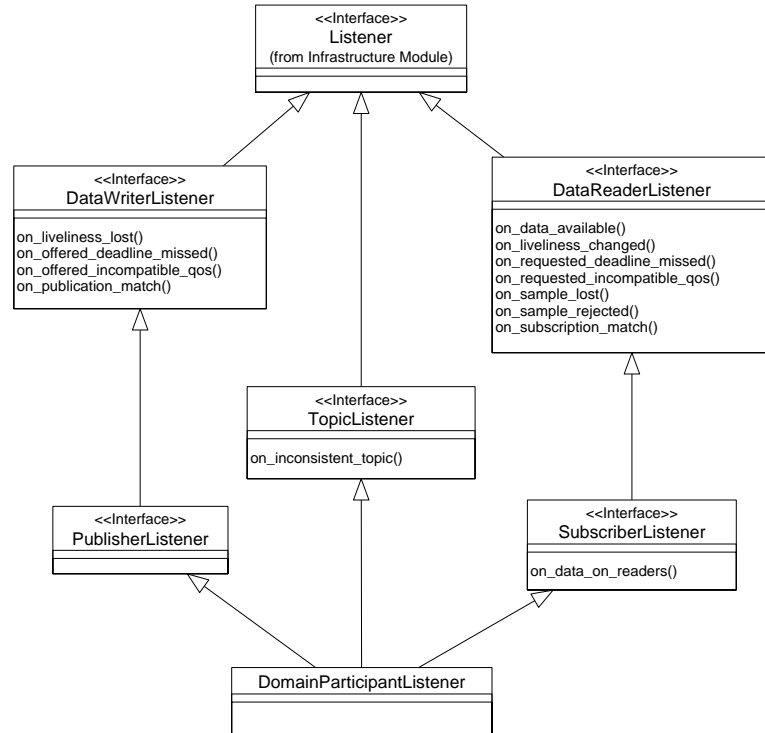 <<Interface>>
Listener
(from Infrastructure Module)
<<Interface>>
DataWriterListener
on_liveliness_lost()
on_offered_deadline_missed()
on_offered_incompatible_qos()
on_publication_match()
<<Interface>>
DataReaderListener
on_data_available()
on_liveliness_changed()
on_requested_deadline_missed()
on_requested_incompatible_qos()
on_sample_lost()
on_sample_rejected()
on_subscription_match()
<<Interface>>
TopicListener
on_inconsistent_topic()
<<Interface>>
PublisherListener
<<Interface>>
SubscriberListener
on_data_on_readers()
DomainParticipantListener